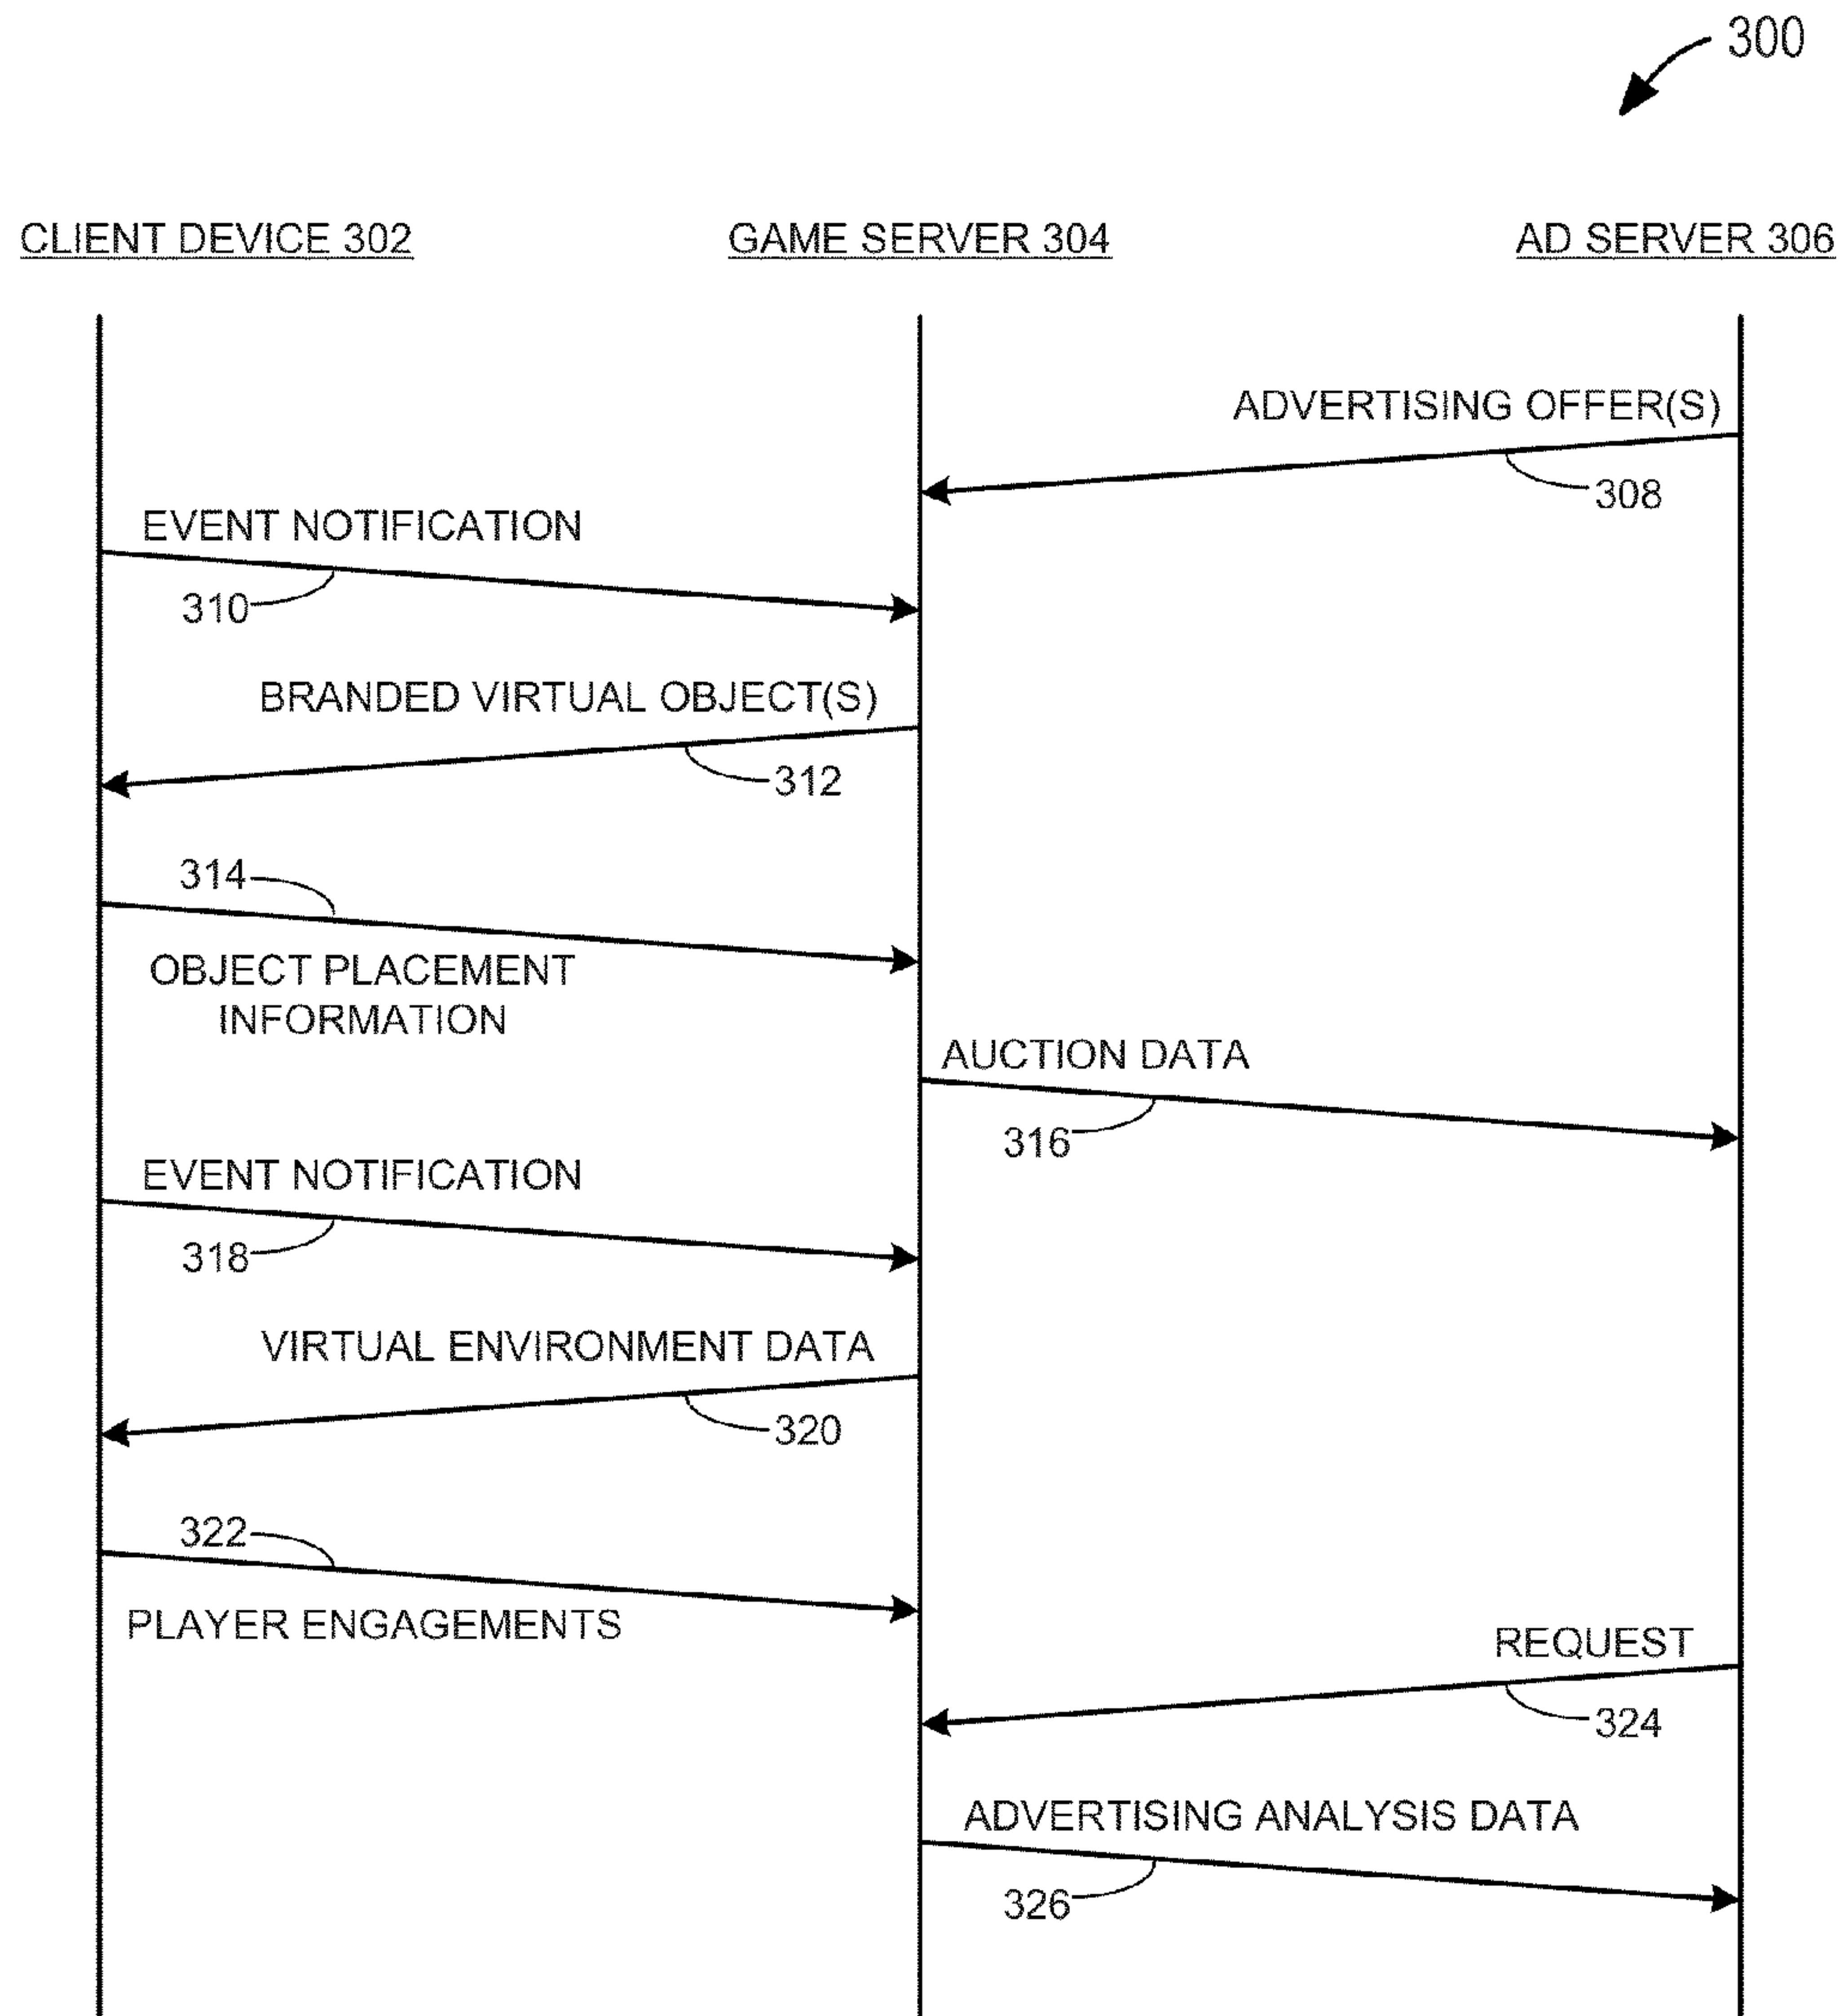 300
CLIENT DEVICE 302
GAME SERVER 304
AD SERVER 306
ADVERTISING OFFER(S)
308
EVENT NOTIFICATION
310
BRANDED VIRTUAL OBJECT(S)
312
314
OBJECT PLACEMENT
INFORMATION
AUCTION DATA
316
EVENT NOTIFICATION
318
VIRTUAL ENVIRONMENT DATA
320
322
PLAYER ENGAGEMENTS
REQUEST
324
ADVERTISING ANALYSIS DATA
326